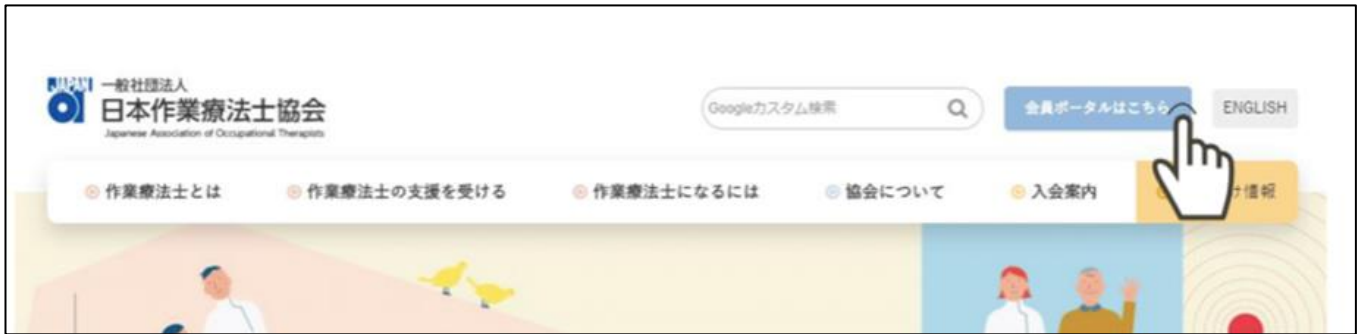 JAPAN
OT
一般社団法人
日本作業療法士協会
Japanese Association of Occupational Therapists
Googleカスタム検索
会員ポータルはこちら
ENGLISH
作業療法士とは
作業療法士の支援を受ける
作業療法士になるには
協会について
入会案内
け情報